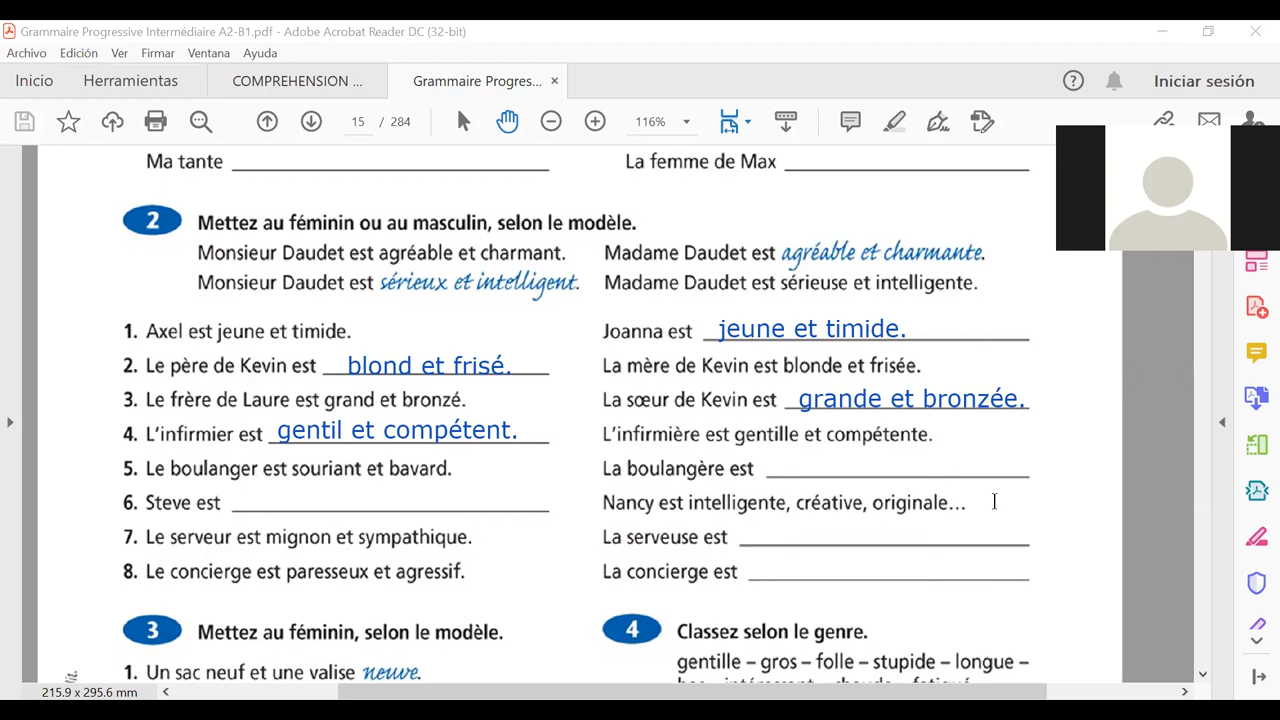 Grammaire Progressive Intermédiaire A2-B1.pdf - Adobe Acrobat Reader DC (32-bit)
Archivo Edición Ver Firmar Ventana Ayuda
Inicio Herramientas COMPREHENSION ... Grammaire Progres... × Iniciar sesión
15 / 284 116%
Ma tante La femme de Max
2 Mettez au féminin ou au masculin, selon le modèle.
Monsieur Daudet est agréable et charmant. Madame Daudet est agréable et charmante.
Monsieur Daudet est sérieux et intelligent. Madame Daudet est sérieuse et intelligente.
1. Axel est jeune et timide. Joanna est jeune et timide.
2. Le père de Kevin est blond et frisé. La mère de Kevin est blonde et frisée.
3. Le frère de Laure est grand et bronzé. La sœur de Kevin est grande et bronzée.
4. L'infirmier est gentil et compétent. L'infirmière est gentille et compétente.
5. Le boulanger est souriant et bavard. La boulangère est
6. Steve est Nancy est intelligente, créative, originale...
7. Le serveur est mignon et sympathique. La serveuse est
8. Le concierge est paresseux et agressif. La concierge est
3 Mettez au féminin, selon le modèle. 4 Classez selon le genre.
gentille – gros – folle – stupide – longue –
1. Un sac neuf et une valise neuve.
215.9 x 295.6 mm